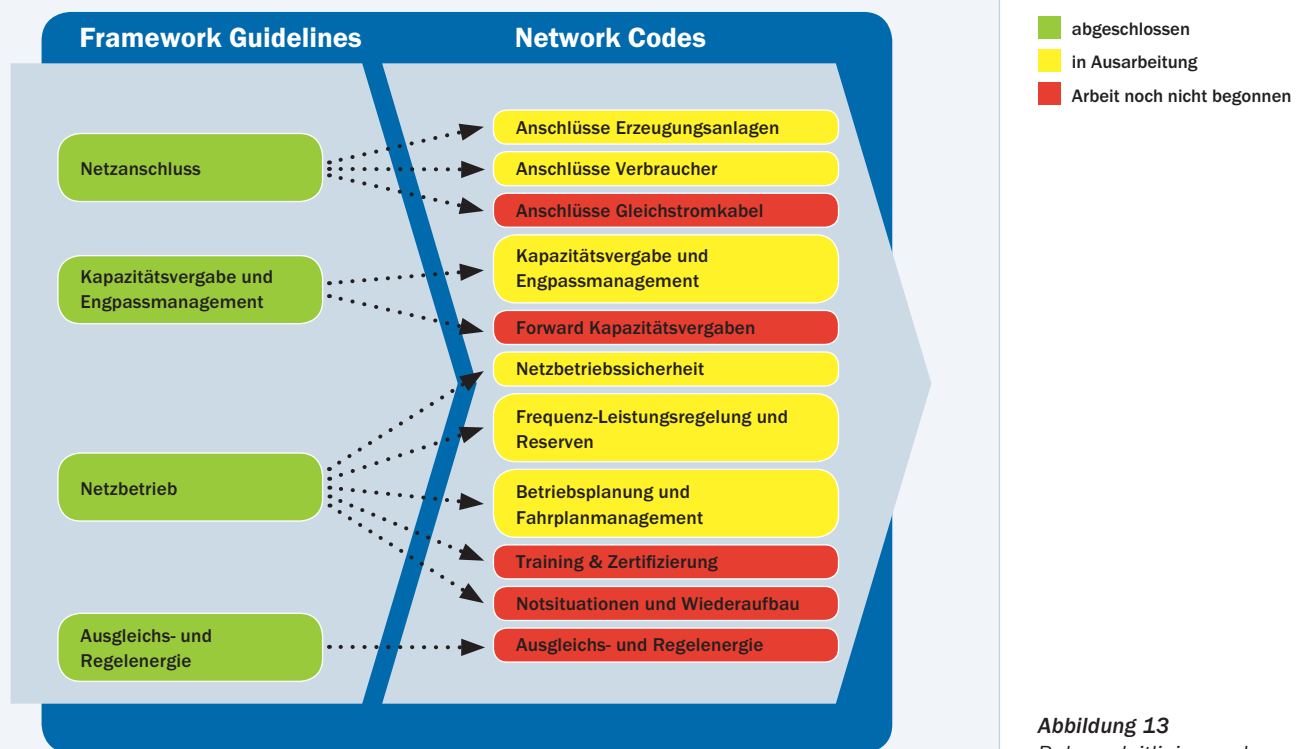 Framework Guidelines
Network Codes
Netzanschluss
Kapazitätsvergabe und
Engpassmanagement
Netzbetrieb
Ausgleichs- und
Regelenergie
Anschlüsse Erzeugungsanlagen
Anschlüsse Verbraucher
Anschlüsse Gleichstromkabel
Kapazitätsvergabe und
Engpassmanagement
Forward Kapazitätsvergaben
Netzbetriebssicherheit
Frequenz-Leistungsregelung und
Reserven
Betriebsplanung und
Fahrplanmanagement
Training & Zertifizierung
Notsituationen und Wiederaufbau
Ausgleichs- und Regelenergie
abgeschlossen
in Ausarbeitung
Arbeit noch nicht begonnen
Abbildung 13